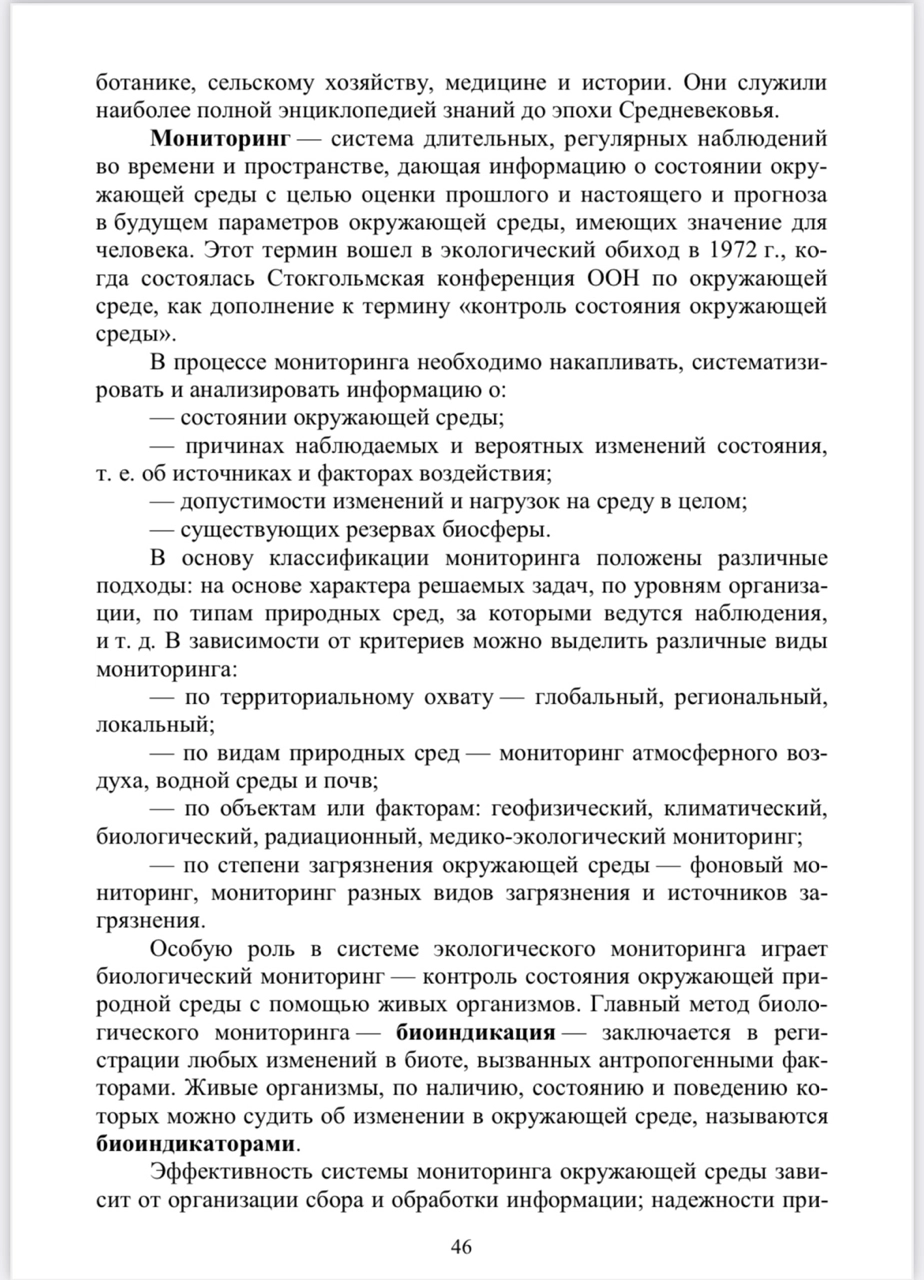 ботанике, сельскому хозяйству, медицине и истории. Они служили
наиболее полной энциклопедией знаний до эпохи Средневековья.
Мониторинг — система длительных, регулярных наблюдений
во времени и пространстве, дающая информацию о состоянии окру-
жающей среды с целью оценки прошлого и настоящего и прогноза
в будущем параметров окружающей среды, имеющих значение для
человека. Этот термин вошел в экологический обиход в 1972 г., ко-
гда состоялась Стокгольмская конференция ООН по окружающей
среде, как дополнение к термину «контроль состояния окружающей
среды».
В процессе мониторинга необходимо накапливать, систематизи-
ровать и анализировать информацию о:
— состоянии окружающей среды;
— причинах наблюдаемых и вероятных изменений состояния,
т. е. об источниках и факторах воздействия;
— допустимости изменений и нагрузок на среду в целом;
— существующих резервах биосферы.
В основу классификации мониторинга положены различные
подходы: на основе характера решаемых задач, по уровням организа-
ции, по типам природных сред, за которыми ведутся наблюдения,
и т. д. В зависимости от критериев можно выделить различные виды
мониторинга:
— по территориальному охвату — глобальный, региональный,
локальный;
— по видам природных сред — мониторинг атмосферного воз-
духа, водной среды и почв;
— по объектам или факторам: геофизический, климатический,
биологический, радиационный, медико-экологический мониторинг;
— по степени загрязнения окружающей среды — фоновый мо-
ниторинг, мониторинг разных видов загрязнения и источников за-
грязнения.
Особую роль в системе экологического мониторинга играет
биологический мониторинг — контроль состояния окружающей при-
родной среды с помощью живых организмов. Главный метод биоло-
гического мониторинга — биоиндикация — заключается в реги-
страции любых изменений в биоте, вызванных антропогенными фак-
торами. Живые организмы, по наличию, состоянию и поведению ко-
торых можно судить об изменении в окружающей среде, называются
биоиндикаторами.
Эффективность системы мониторинга окружающей среды зави-
сит от организации сбора и обработки информации; надежности при-
46